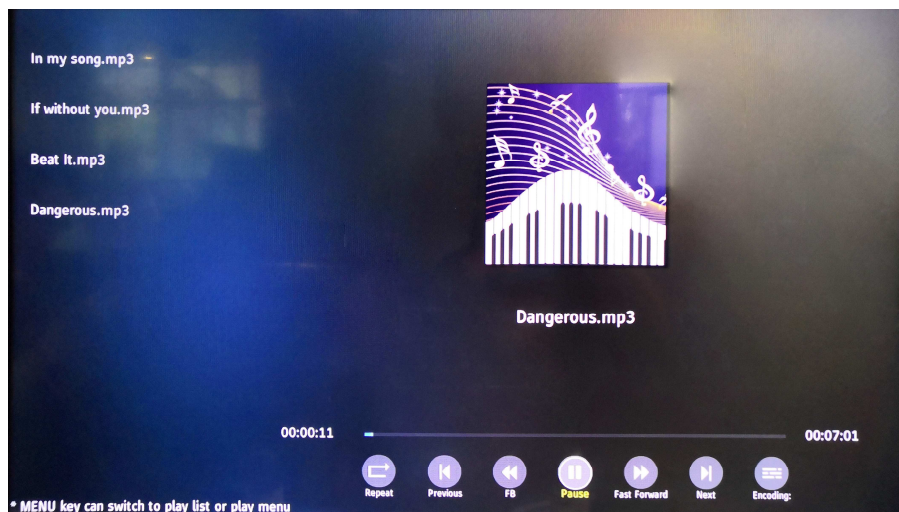 In my song.mp3
If without you.mp3
Beat it.mp3
Dangerous.mp3
Dangerous.mp3
00:00:11
00:07:01
Repeat
Previous
FB
Pause
Fast Forward
Next
Encoding:
* MENU key can switch to play list or play menu